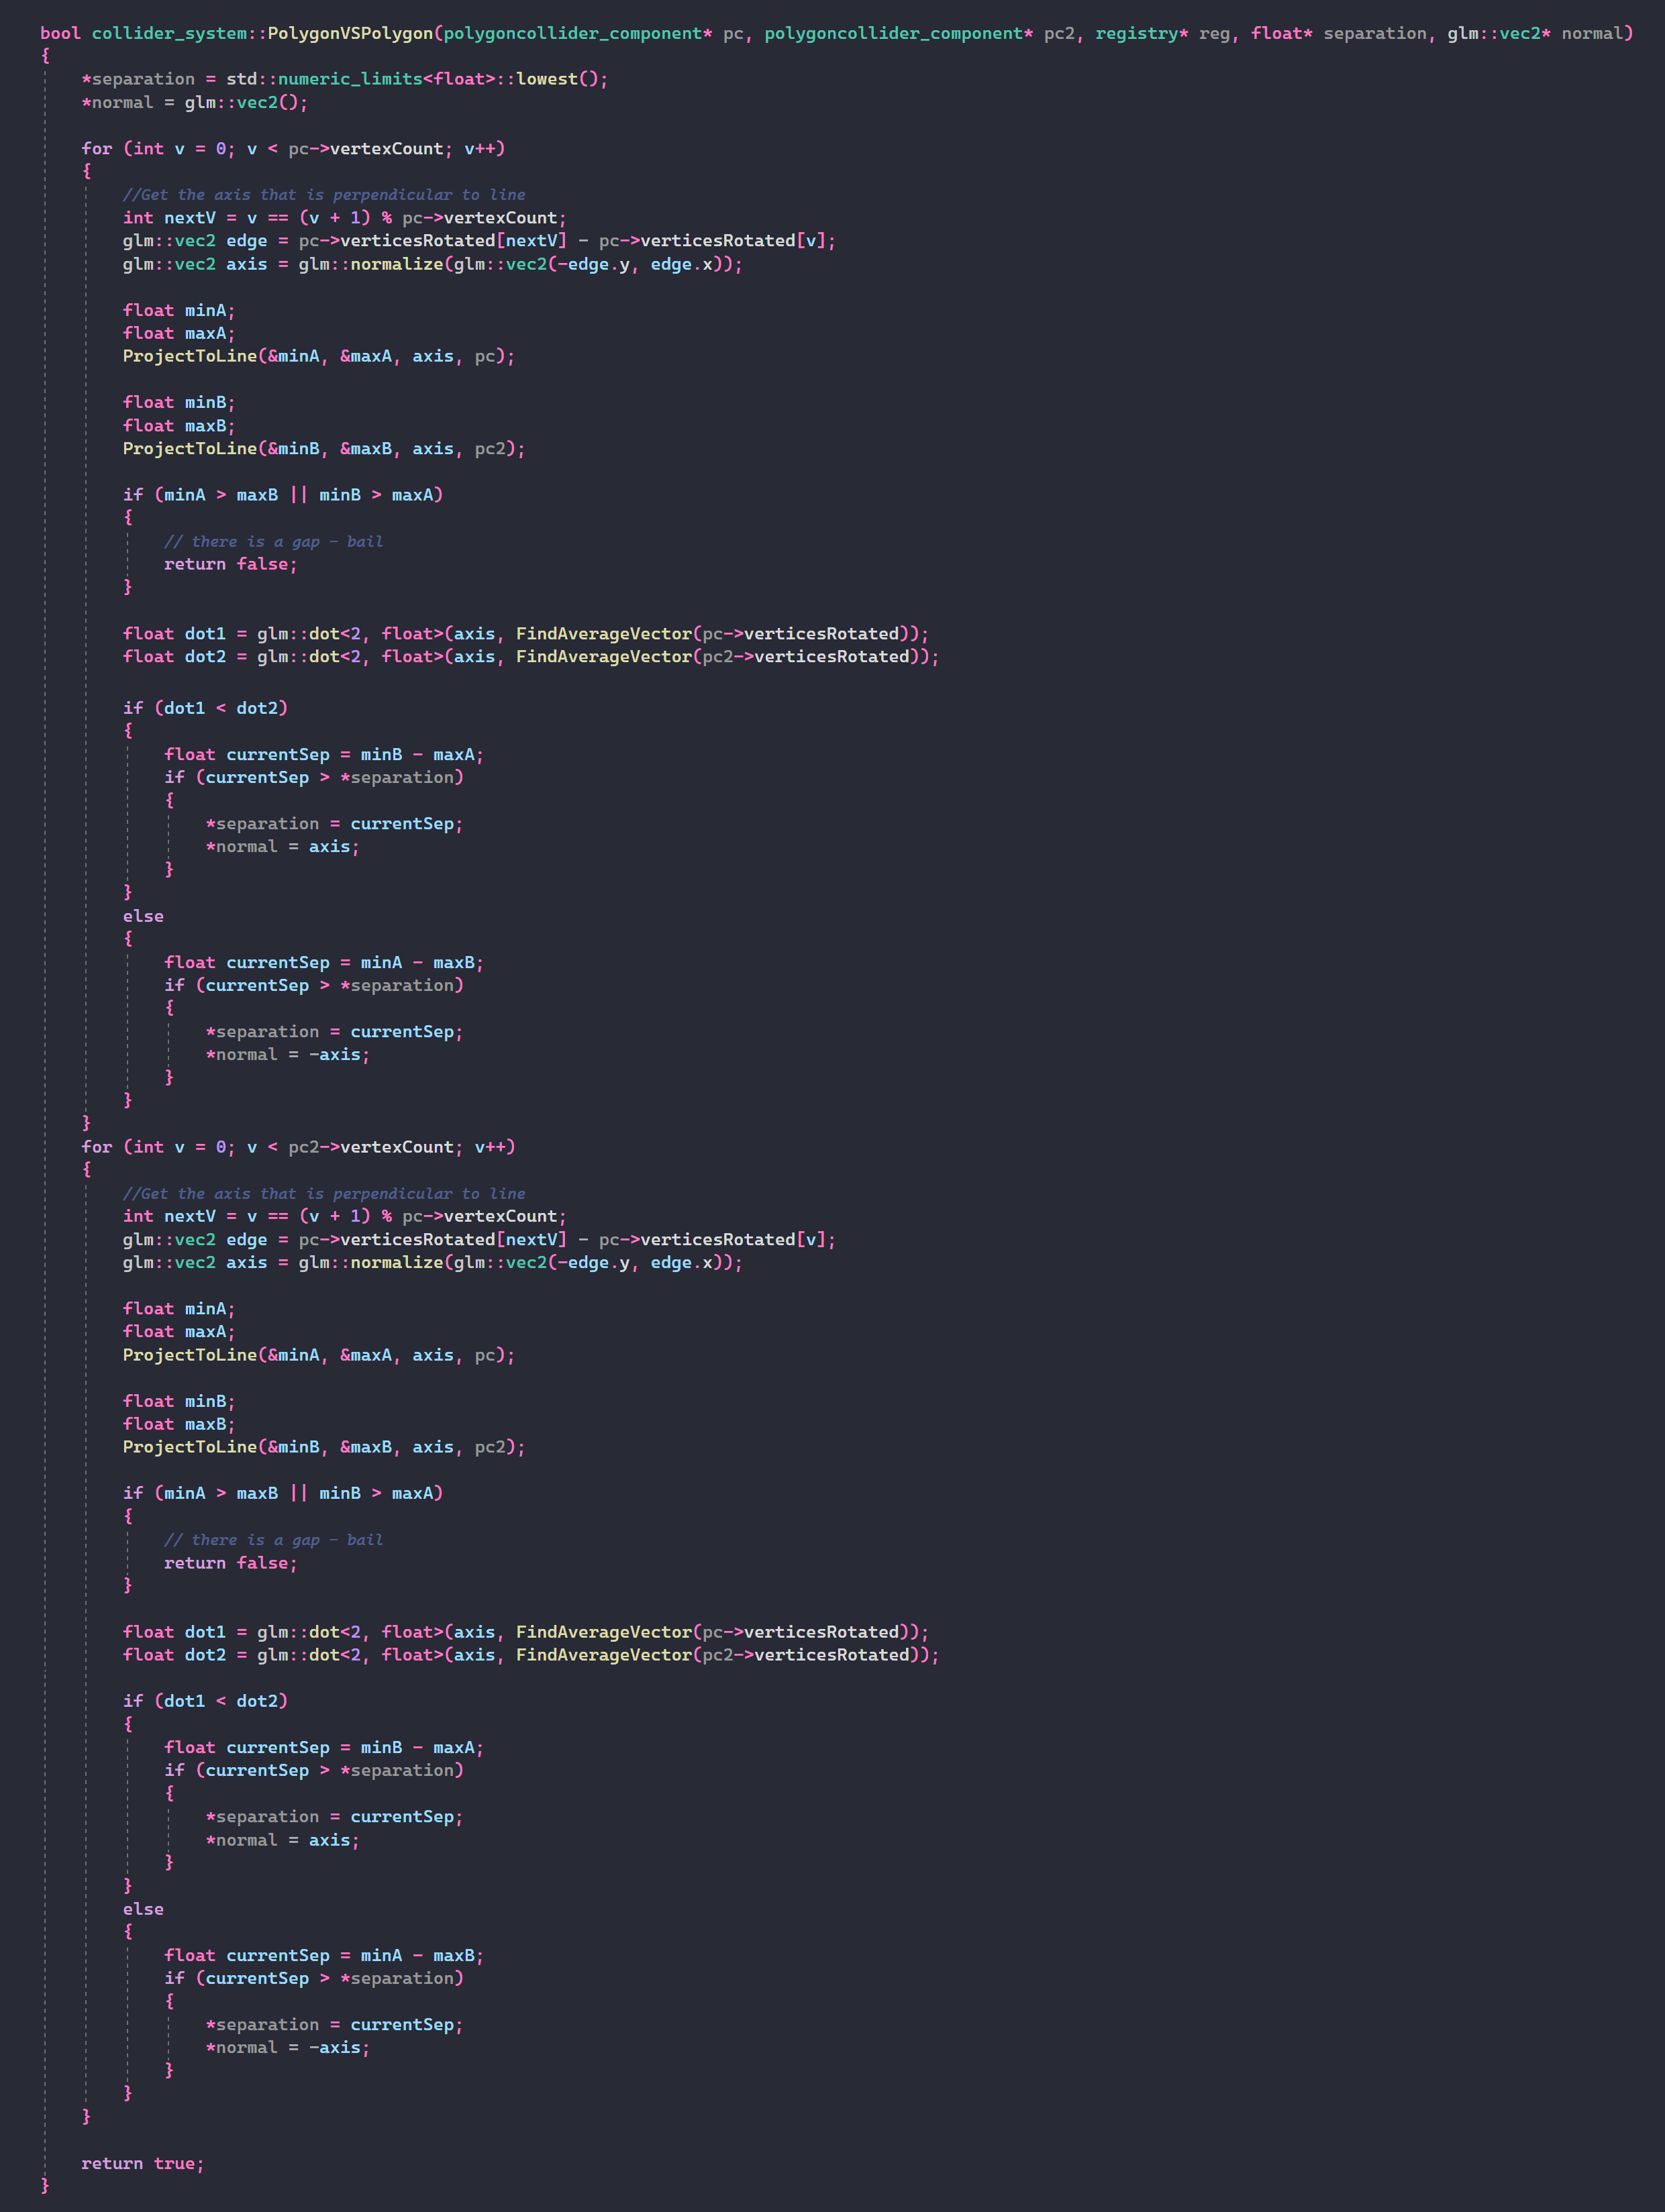 bool collider_system::PolygonVSPolygon(polygoncollider_component* pc, polygoncollider_component* pc2, registry* reg, float* separation, glm::vec2* normal)
{
    *separation = std::numeric_limits<float>::lowest();
    *normal = glm::vec2();

    for (int v = 0; v < pc->vertexCount; v++)
    {
        //Get the axis that is perpendicular to line
        int nextV = v == (v + 1) % pc->vertexCount;
        glm::vec2 edge = pc->verticesRotated[nextV] - pc->verticesRotated[v];
        glm::vec2 axis = glm::normalize(glm::vec2(-edge.y, edge.x));

        float minA;
        float maxA;
        ProjectToLine(&minA, &maxA, axis, pc);

        float minB;
        float maxB;
        ProjectToLine(&minB, &maxB, axis, pc2);

        if (minA > maxB || minB > maxA)
        {
            // there is a gap - bail
            return false;
        }

        float dot1 = glm::dot<2, float>(axis, FindAverageVector(pc->verticesRotated));
        float dot2 = glm::dot<2, float>(axis, FindAverageVector(pc2->verticesRotated));

        if (dot1 < dot2)
        {
            float currentSep = minB - maxA;
            if (currentSep > *separation)
            {
                *separation = currentSep;
                *normal = axis;
            }
        }
        else
        {
            float currentSep = minA - maxB;
            if (currentSep > *separation)
            {
                *separation = currentSep;
                *normal = -axis;
            }
        }
    }
    for (int v = 0; v < pc2->vertexCount; v++)
    {
        //Get the axis that is perpendicular to line
        int nextV = v == (v + 1) % pc->vertexCount;
        glm::vec2 edge = pc->verticesRotated[nextV] - pc->verticesRotated[v];
        glm::vec2 axis = glm::normalize(glm::vec2(-edge.y, edge.x));

        float minA;
        float maxA;
        ProjectToLine(&minA, &maxA, axis, pc);

        float minB;
        float maxB;
        ProjectToLine(&minB, &maxB, axis, pc2);

        if (minA > maxB || minB > maxA)
        {
            // there is a gap - bail
            return false;
        }

        float dot1 = glm::dot<2, float>(axis, FindAverageVector(pc->verticesRotated));
        float dot2 = glm::dot<2, float>(axis, FindAverageVector(pc2->verticesRotated));

        if (dot1 < dot2)
        {
            float currentSep = minB - maxA;
            if (currentSep > *separation)
            {
                *separation = currentSep;
                *normal = axis;
            }
        }
        else
        {
            float currentSep = minA - maxB;
            if (currentSep > *separation)
            {
                *separation = currentSep;
                *normal = -axis;
            }
        }
    }

    return true;
}